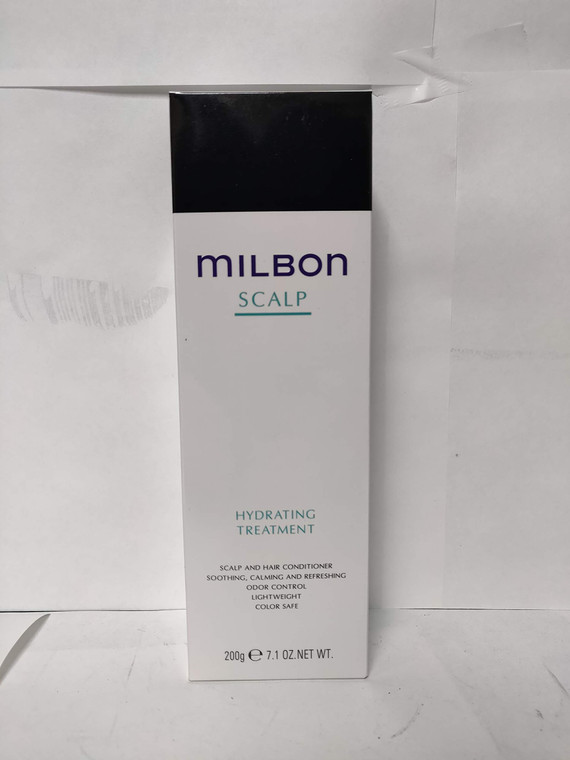 MILBON
SCALP
HYDRATING
TREATMENT
SCALP AND HAIR CONDITIONER
SOOTHING, CALMING AND REFRESHING
ODOR CONTROL
LIGHTWEIGHT
COLOR SAFE
200g ℮ 7.1 OZ.NET WT.